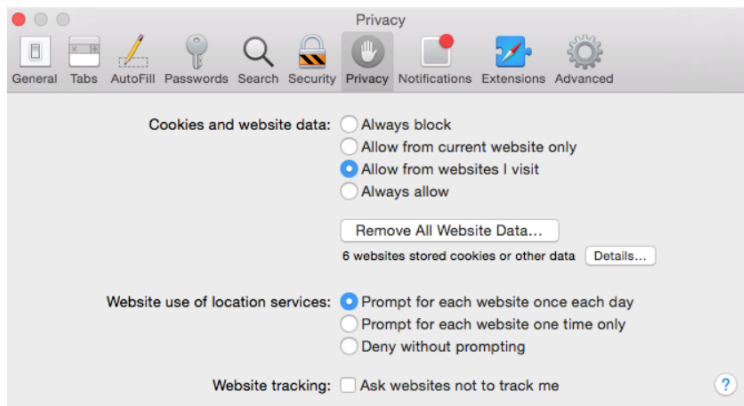 Privacy
General Tabs AutoFill Passwords Search Security Privacy Notifications Extensions Advanced
Cookies and website data: Always block
Allow from current website only
Allow from websites I visit
Always allow
Remove All Website Data...
6 websites stored cookies or other data Details...
Website use of location services: Prompt for each website once each day
Prompt for each website one time only
Deny without prompting
Website tracking: Ask websites not to track me ?